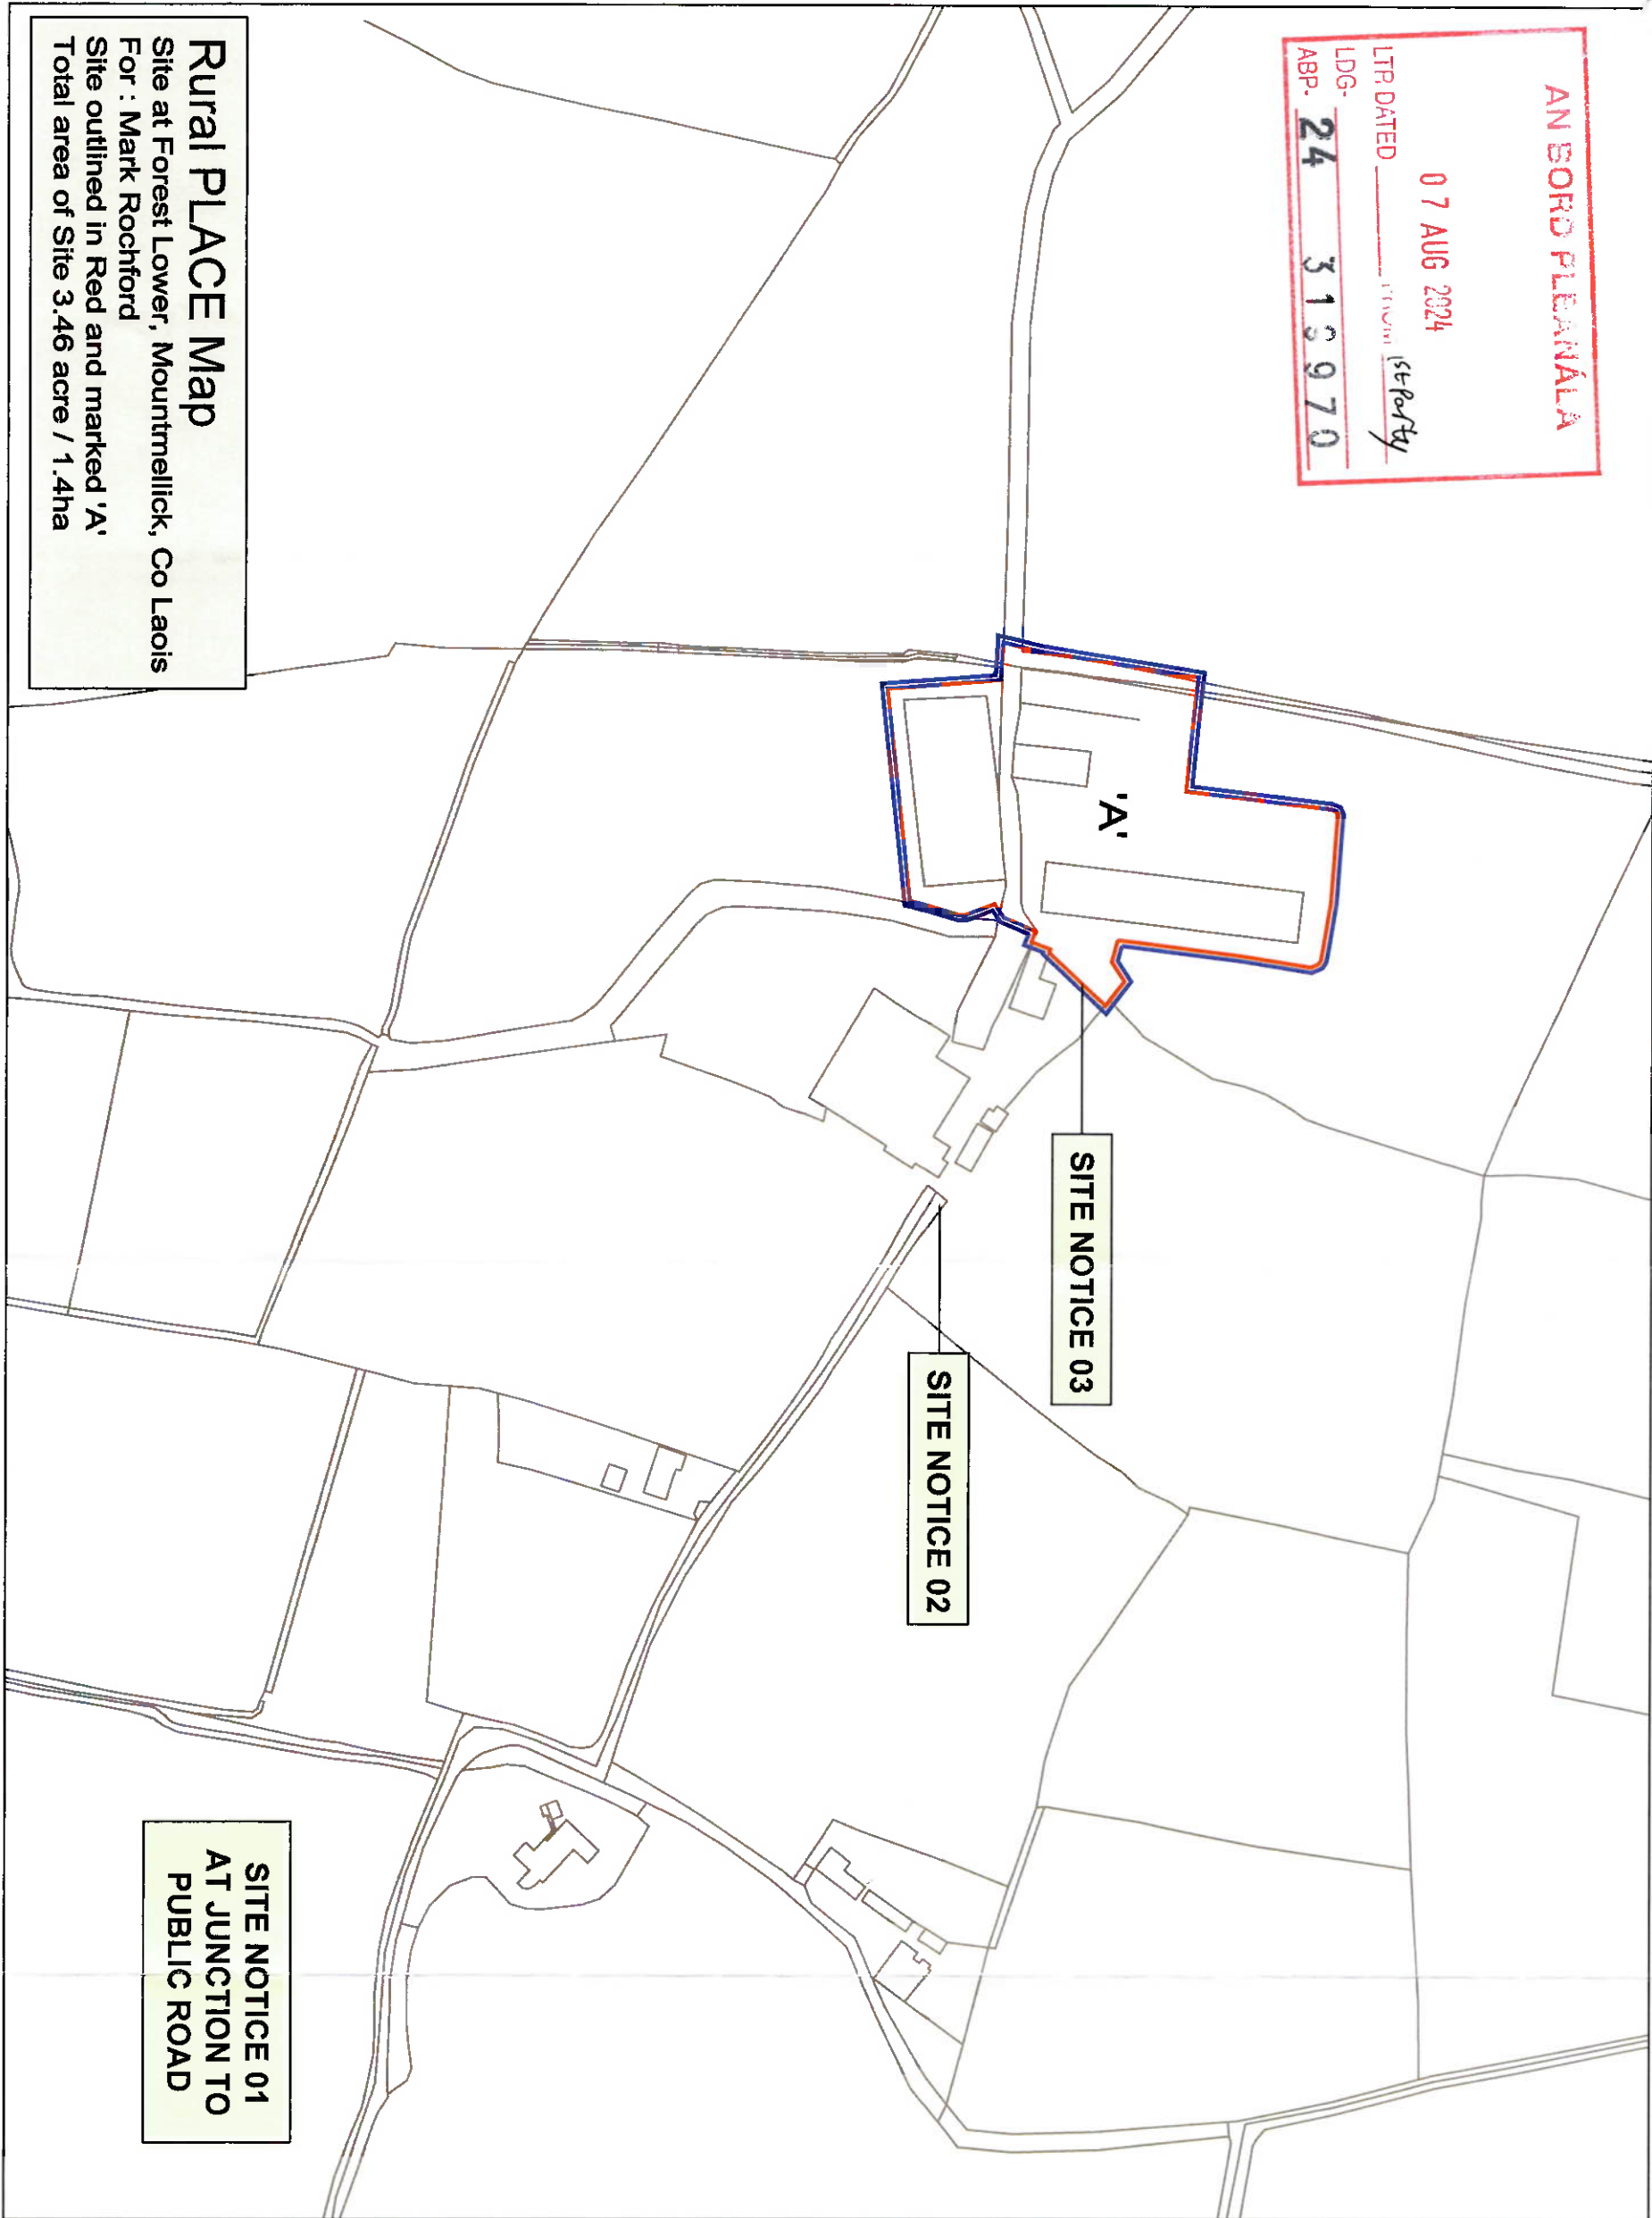 AN BORD PLEANÁLA
07 AUG 2024
LTR DATED 1st Party
LDG-
ABP- 24
'A'
SITE NOTICE 03
SITE NOTICE 02
SITE NOTICE 01
AT JUNCTION TO
PUBLIC ROAD
Rural PLACE Map
Site at Forest Lower, Mountmellick, Co Laois
For : Mark Rochford
Site outlined in Red and marked 'A'
Total area of Site 3.46 acre / 1.4ha